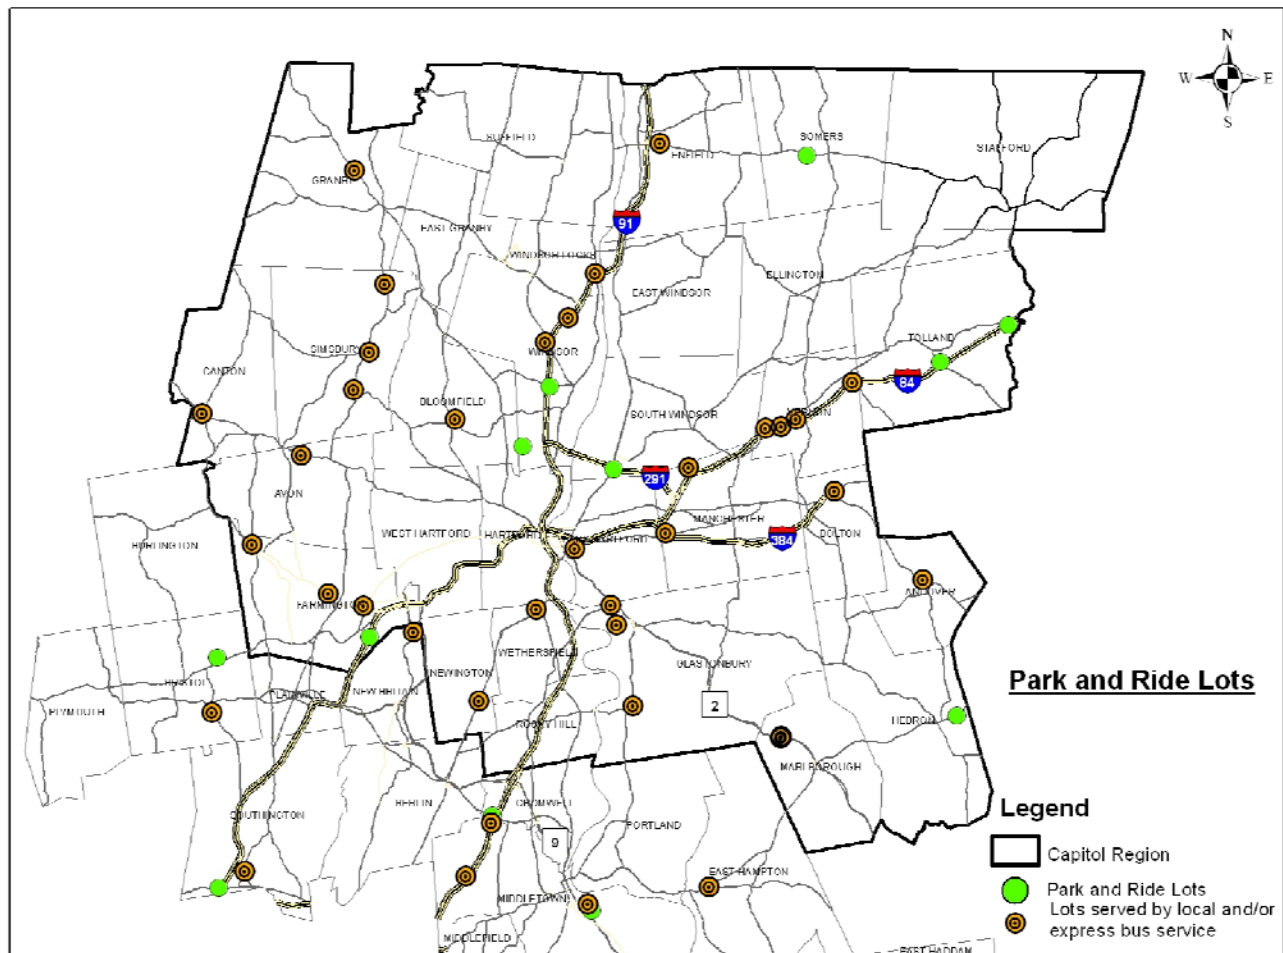 N
W E
S
SUFFIELD
SOMERS
ENFIELD
STAFFORD
GRANBY
91
EAST GRANBY
WINDSOR LOCKS
ELLINGTON
EAST WINDSOR
TOLLAND
SIMSBURY
WINDSOR
CANTON
84
BLOOMFIELD
SOUTH WINDSOR
VERNON
291
AVON
MANCHESTER
WEST HARTFORD
HARTFORD
BOLTON
384
BURLINGTON
FARMINGTON
ANDOVER
WETHERSFIELD
GLASTONBURY
NEWINGTON
Park and Ride Lots
BRISTOL
PLAINVILLE
NEW BRITAIN
2
PLYMOUTH
ROCKY HILL
HEBRON
MARLBOROUGH
BERLIN
CROMWELL
Legend
SOUTHINGTON
PORTLAND
9
Capitol Region
EAST HAMPTON
Park and Ride Lots
MIDDLETOWN
Lots served by local and/or
express bus service
MIDDLEFIELD
EAST HADDAM